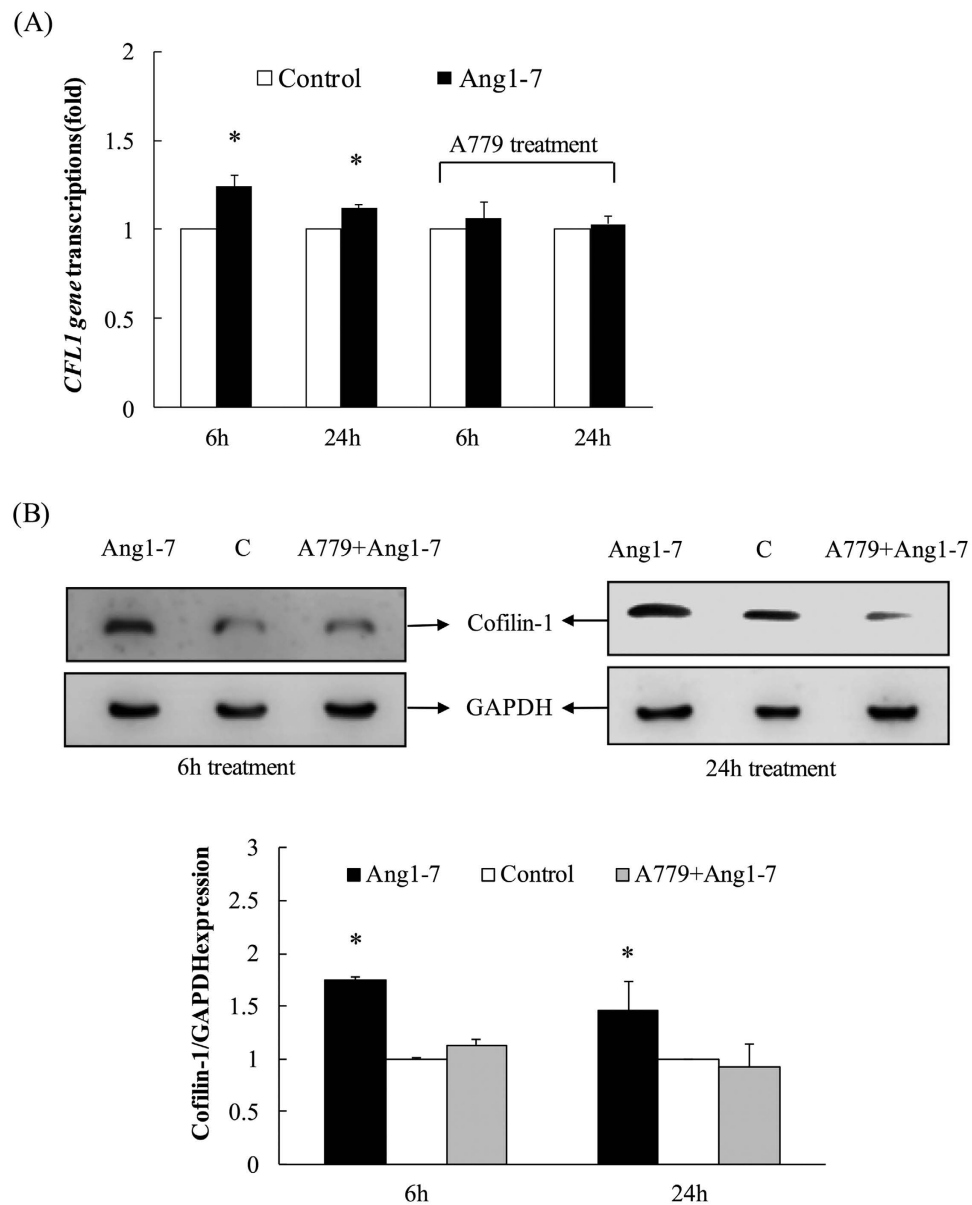 (A)
CFL1 gene transcriptions(fold)
2
1.5
1
0.5
0
Control
Ang1-7
*
*
A779 treatment
6h
24h
6h
24h
(B)
Ang1-7 C A779+Ang1-7
Ang1-7 C A779+Ang1-7
Cofilin-1
GAPDH
6h treatment
24h treatment
Cofilin-1/GAPDHexpression
3
2.5
2
1.5
1
0.5
0
Ang1-7
Control
A779+Ang1-7
*
*
6h
24h